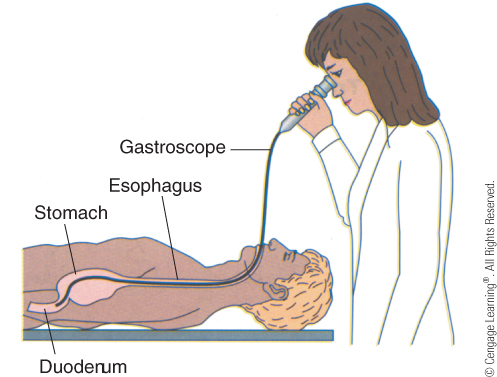 Gastroscope
Esophagus
Stomach
Duodenum
© Cengage Learning®. All Rights Reserved.